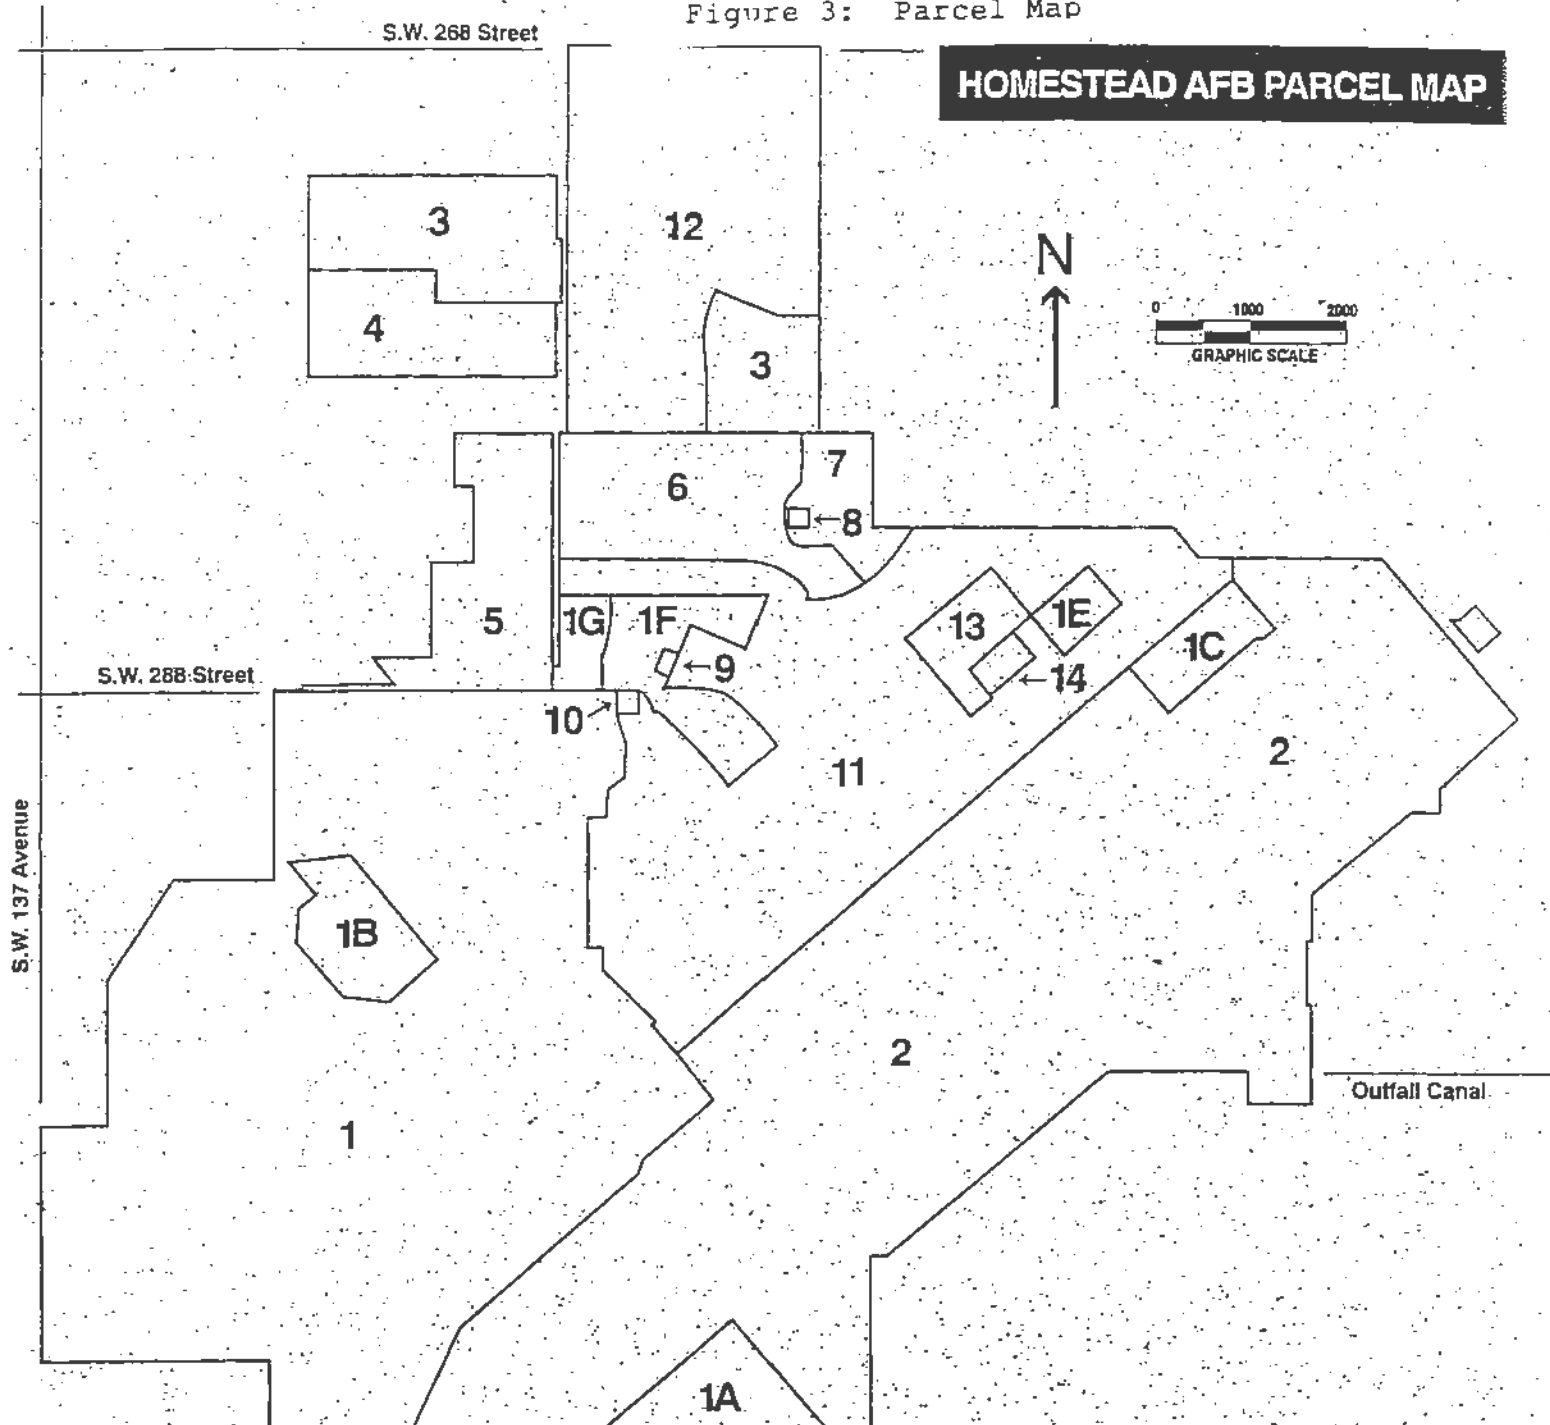 Figure 3: Parcel Map
S.W. 268 Street
HOMESTEAD AFB PARCEL MAP
3
12
N
4
0 1000 2000
GRAPHIC SCALE
3
7
6
←8
5
1G
1F
13
1E
1C
←9
←14
S.W. 288 Street
10
11
2
S.W. 137 Avenue
1B
2
Outfall Canal
1
1A